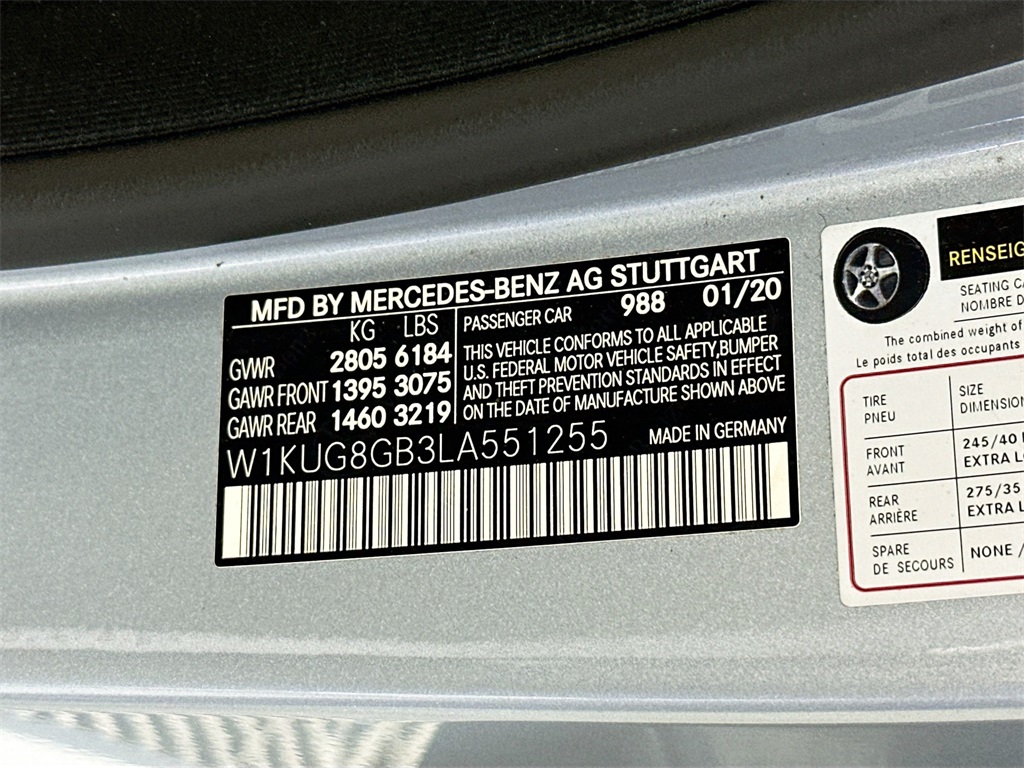 MFD BY MERCEDES-BENZ AG STUTTGART
KG LBS
GVWR 2805 6184
GAWR FRONT 1395 3075
GAWR REAR 1460 3219
PASSENGER CAR 988 01/20
THIS VEHICLE CONFORMS TO ALL APPLICABLE
U.S. FEDERAL MOTOR VEHICLE SAFETY,BUMPER
AND THEFT PREVENTION STANDARDS IN EFFECT
ON THE DATE OF MANUFACTURE SHOWN ABOVE
W1KUG8GB3LA551255 MADE IN GERMANY
RENSEIG
SEATING CA
NOMBRE D
The combined weight of
Le poids total des occupants
TIRE
PNEU
SIZE
DIMENSION
FRONT
AVANT
245/40
EXTRA LO
REAR
ARRIÈRE
275/35
EXTRA L
SPARE
DE SECOURS
NONE /